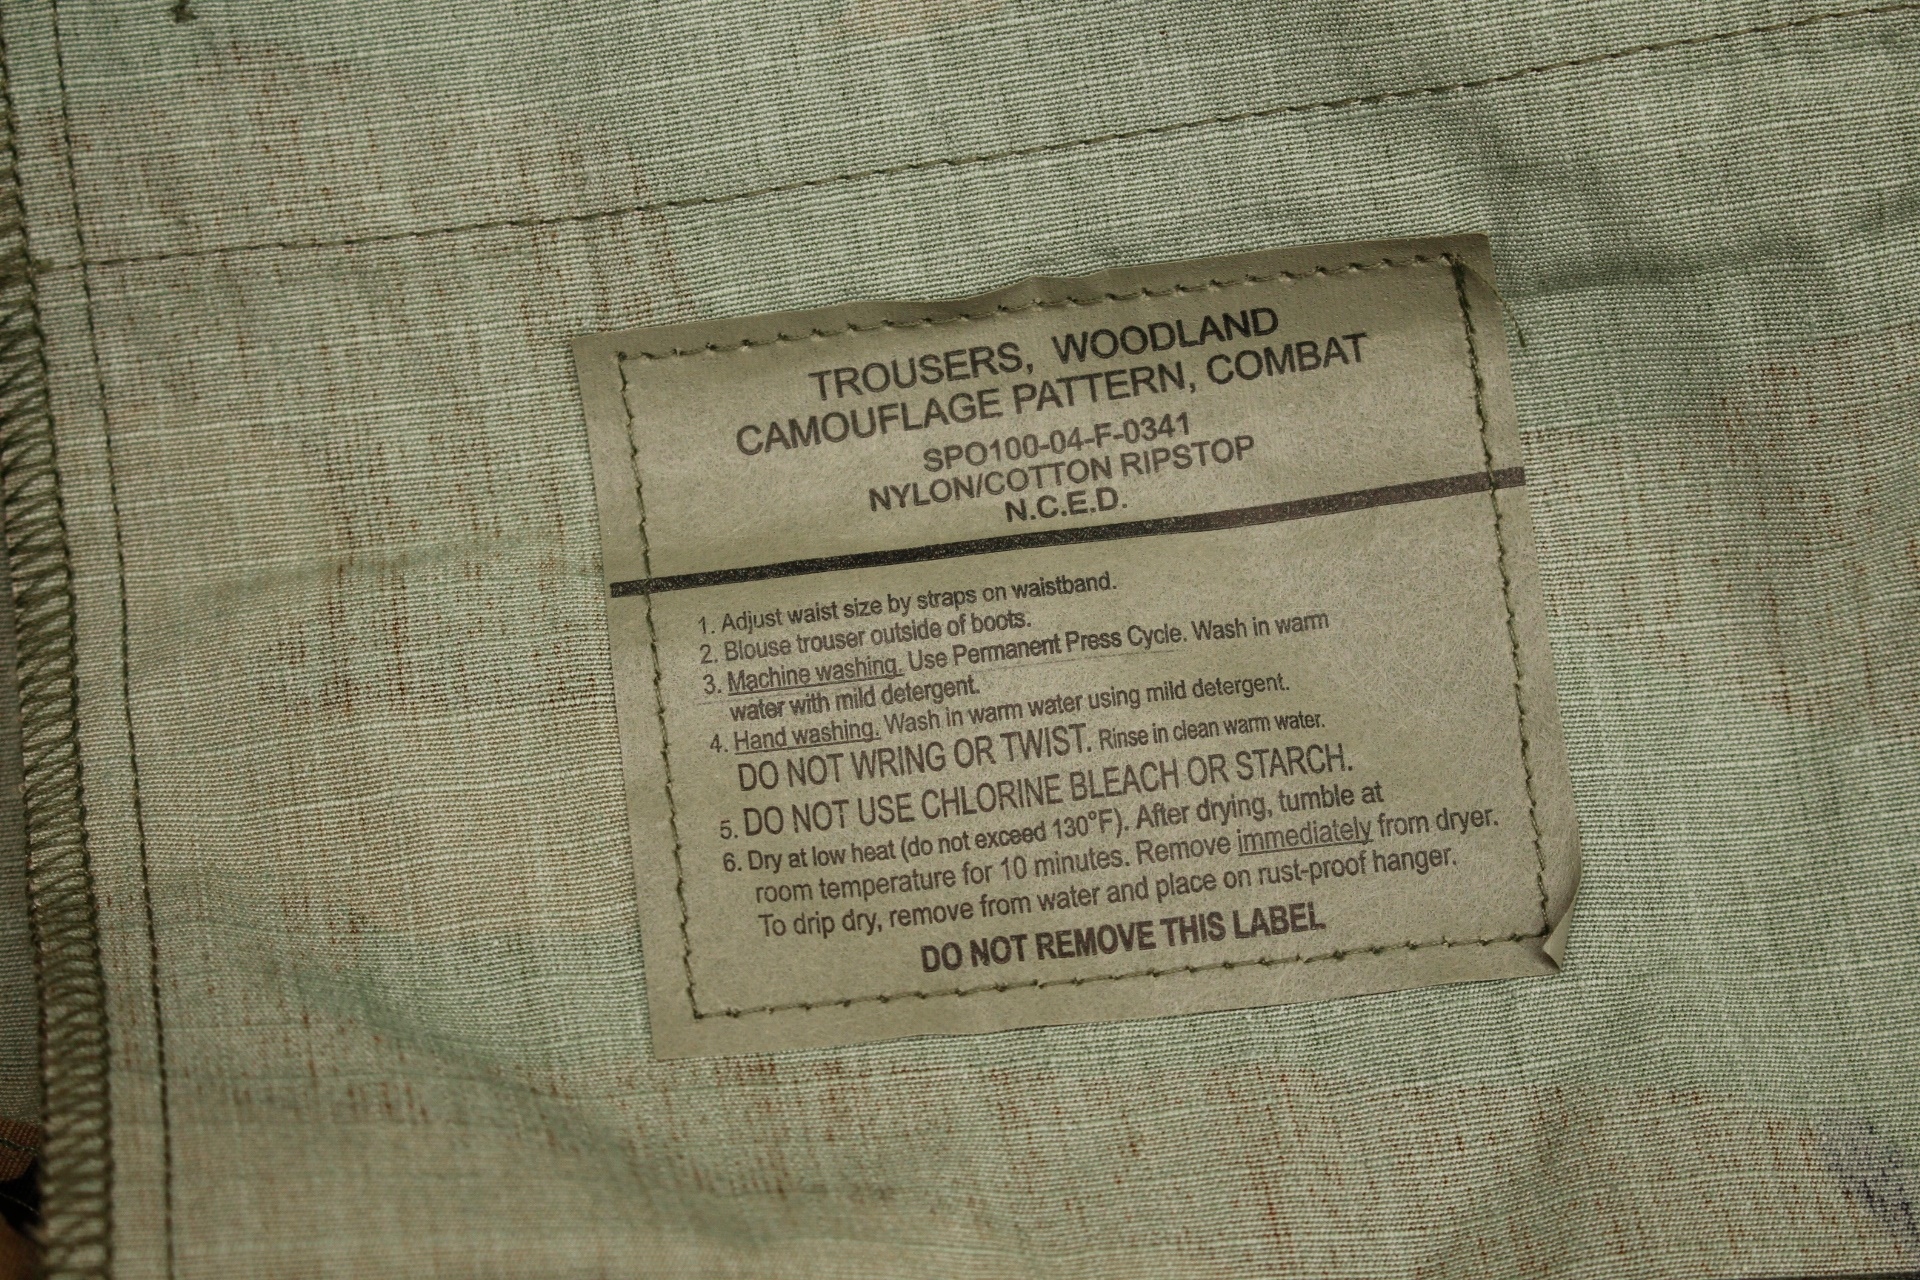 TROUSERS, WOODLAND
CAMOUFLAGE PATTERN, COMBAT
SPO100-04-F-0341
NYLON/COTTON RIPSTOP
N.C.E.D.
1. Adjust waist size by straps on waistband.
2. Blouse trouser outside of boots.
3. Machine washing. Use Permanent Press Cycle. Wash in warm
water with mild detergent.
4. Hand washing. Wash in warm water using mild detergent.
DO NOT WRING OR TWIST. Rinse in clean warm water.
5. DO NOT USE CHLORINE BLEACH OR STARCH.
6. Dry at low heat (do not exceed 130°F). After drying, tumble at
room temperature for 10 minutes. Remove immediately from dryer.
To drip dry, remove from water and place on rust-proof hanger.
DO NOT REMOVE THIS LABEL